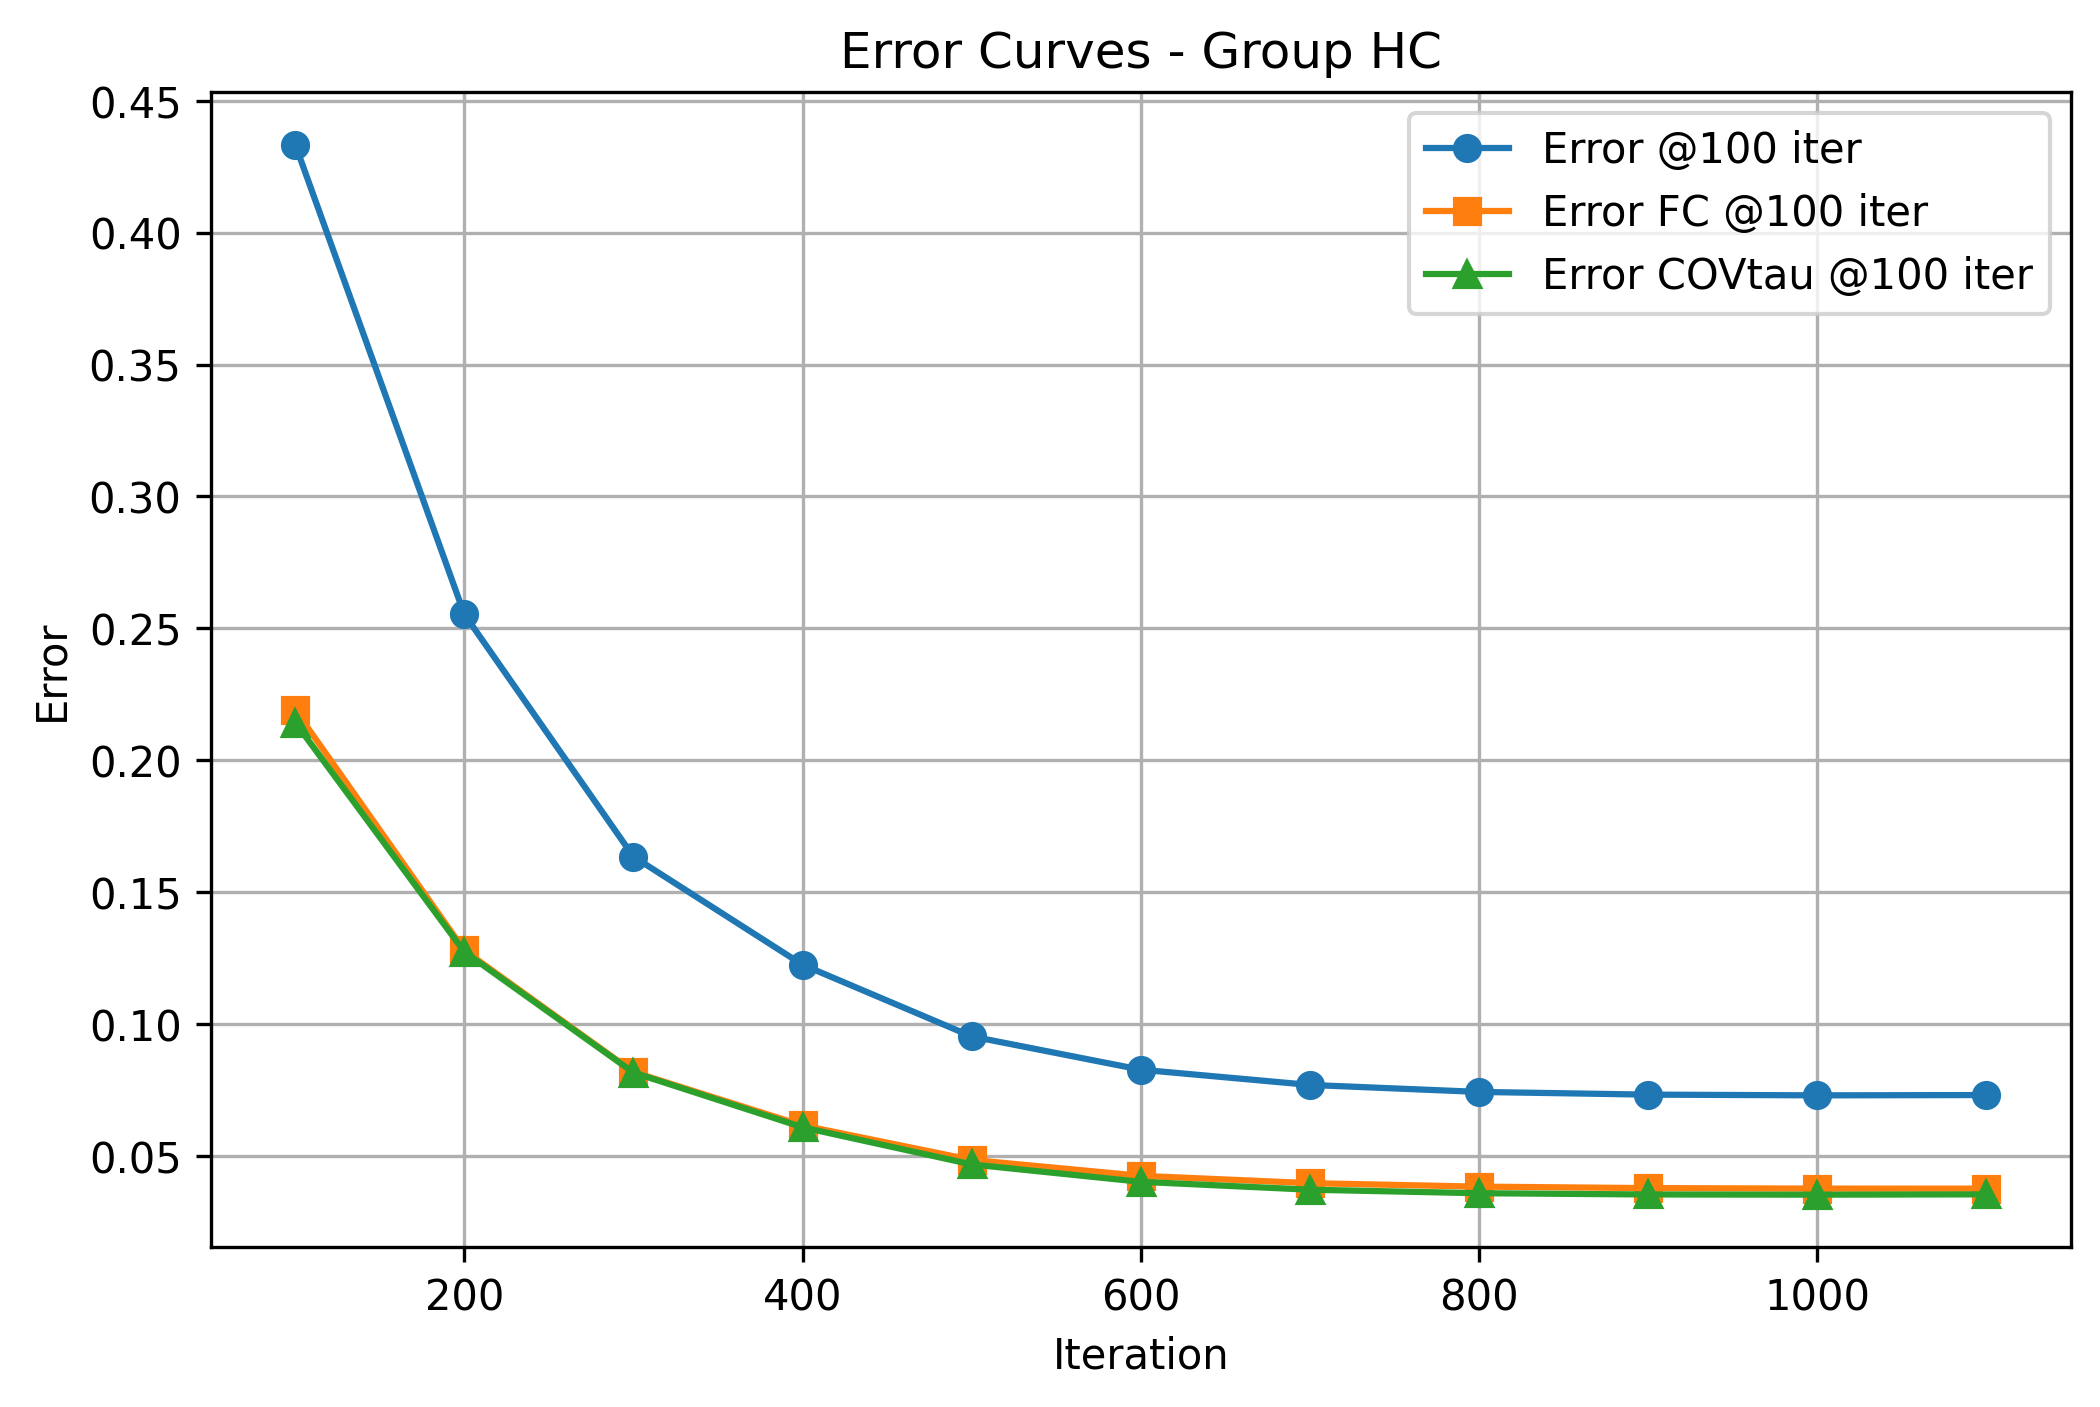 Error Curves - Group HC
0.45
0.40
0.35
0.30
0.25
0.20
0.15
0.10
0.05
Error
Error @100 iter
Error FC @100 iter
Error COVtau @100 iter
200 400 600 800 1000
Iteration